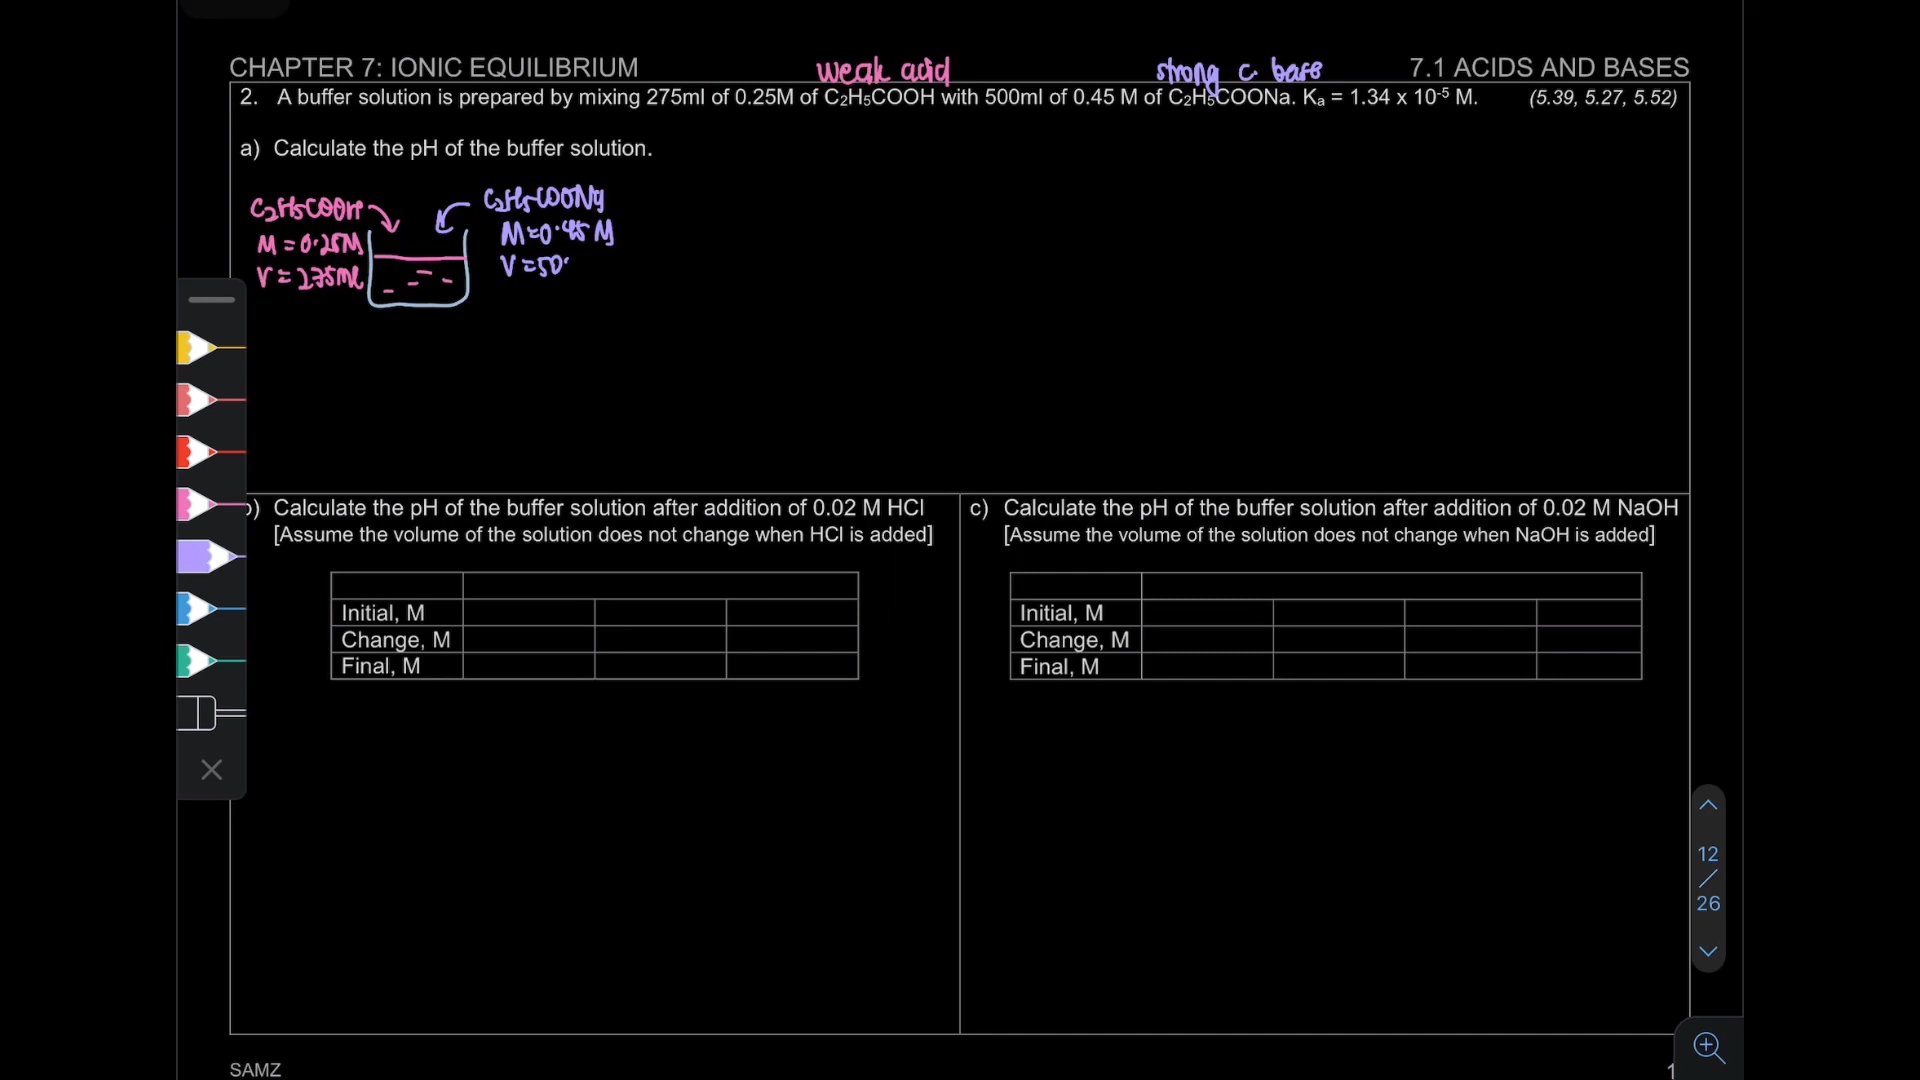 CHAPTER 7: IONIC EQUILIBRIUM
weak acid
strong c. base
7.1 ACIDS AND BASES
2. A buffer solution is prepared by mixing 275ml of 0.25M of C₂H₅COOH with 500ml of 0.45 M of C₂H₅COONa. Kₐ = 1.34 x 10⁻⁵ M. (5.39, 5.27, 5.52)
a) Calculate the pH of the buffer solution.
C₂H₅COOH
M = 0.25M
V = 275ml
C₂H₅COONa
M = 0.45 M
V = 50
b) Calculate the pH of the buffer solution after addition of 0.02 M HCl
[Assume the volume of the solution does not change when HCl is added]
Initial, M
Change, M
Final, M
c) Calculate the pH of the buffer solution after addition of 0.02 M NaOH
[Assume the volume of the solution does not change when NaOH is added]
Initial, M
Change, M
Final, M
12
/
26
SAMZ
1